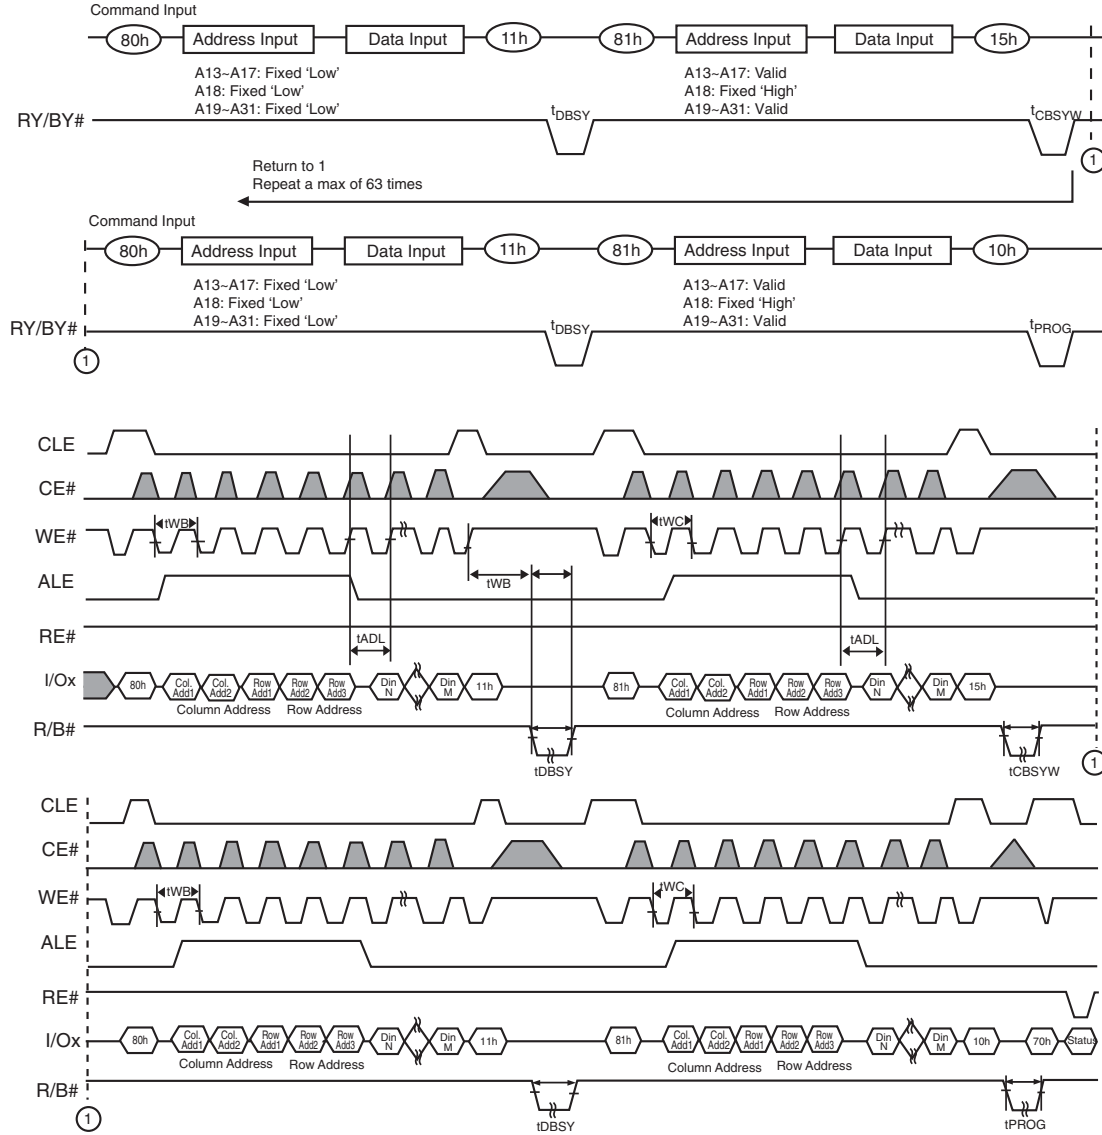 Command Input
80h Address Input Data Input 11h 81h Address Input Data Input 15h
A13~A17: Fixed 'Low' A13~A17: Valid
A18: Fixed 'Low' A18: Fixed 'High'
A19~A31: Fixed 'Low' A19~A31: Valid
RY/BY# tDBSY tCBSYW
1
Return to 1
Repeat a max of 63 times
Command Input
80h Address Input Data Input 11h 81h Address Input Data Input 10h
A13~A17: Fixed 'Low' A13~A17: Valid
A18: Fixed 'Low' A18: Fixed 'High'
A19~A31: Fixed 'Low' A19~A31: Valid
RY/BY# tDBSY tPROG
1
CLE
CE#
WE# tWB tWC
ALE tWB
RE#
tADL tADL
I/Ox 80h Col. Add1 Col. Add2 Row Add1 Row Add2 Row Add3 Din N Din M 11h 81h Col. Add1 Col. Add2 Row Add1 Row Add2 Row Add3 Din N Din M 15h
Column Address Row Address Column Address Row Address
R/B#
tDBSY tCBSYW 1
CLE
CE#
WE# tWB tWC
ALE
RE#
I/Ox 80h Col. Add1 Col. Add2 Row Add1 Row Add2 Row Add3 Din N Din M 11h 81h Col. Add1 Col. Add2 Row Add1 Row Add2 Row Add3 Din N Din M 10h 70h Status
Column Address Row Address Column Address Row Address
R/B#
1 tDBSY tPROG